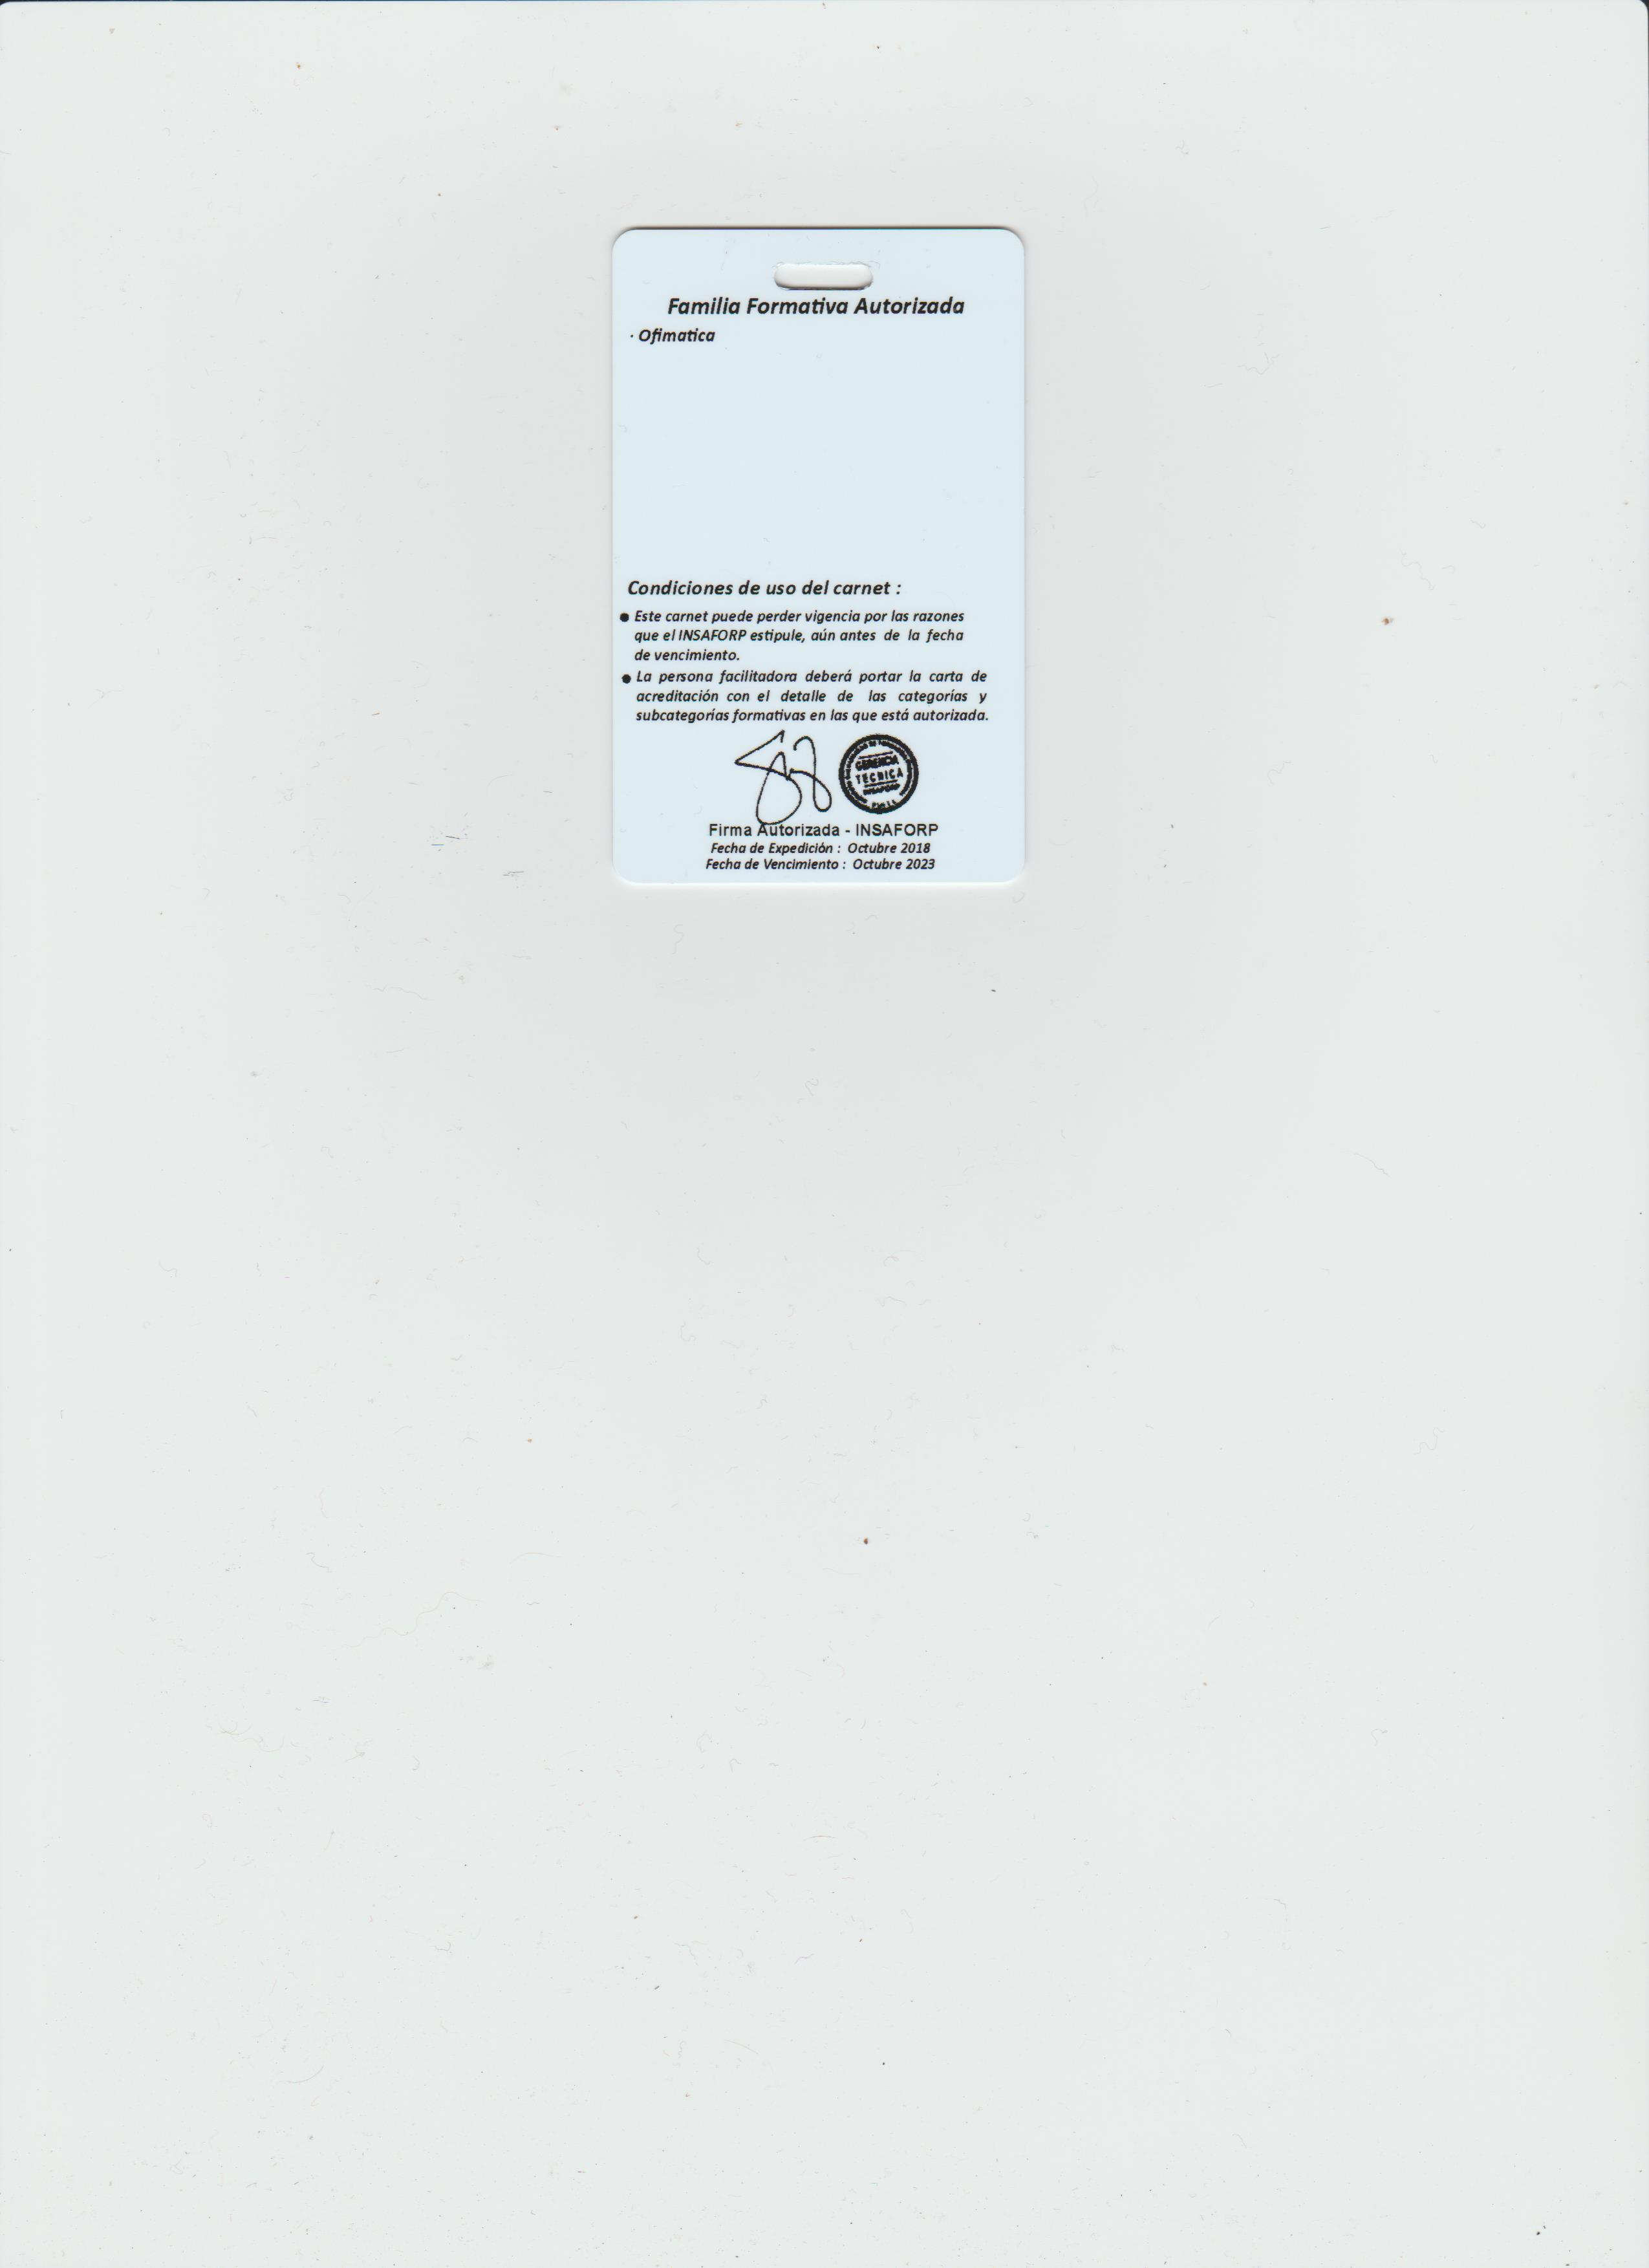 Familia Formativa Autorizada
· Ofimatica
Condiciones de uso del carnet :
● Este carnet puede perder vigencia por las razones
que el INSAFORP estipule, aún antes de la fecha
de vencimiento.
● La persona facilitadora deberá portar la carta de
acreditación con el detalle de las categorías y
subcategorías formativas en las que está autorizada.
GERENCIA
TECNICA
INSAFORP
Firma Autorizada - INSAFORP
Fecha de Expedición : Octubre 2018
Fecha de Vencimiento : Octubre 2023